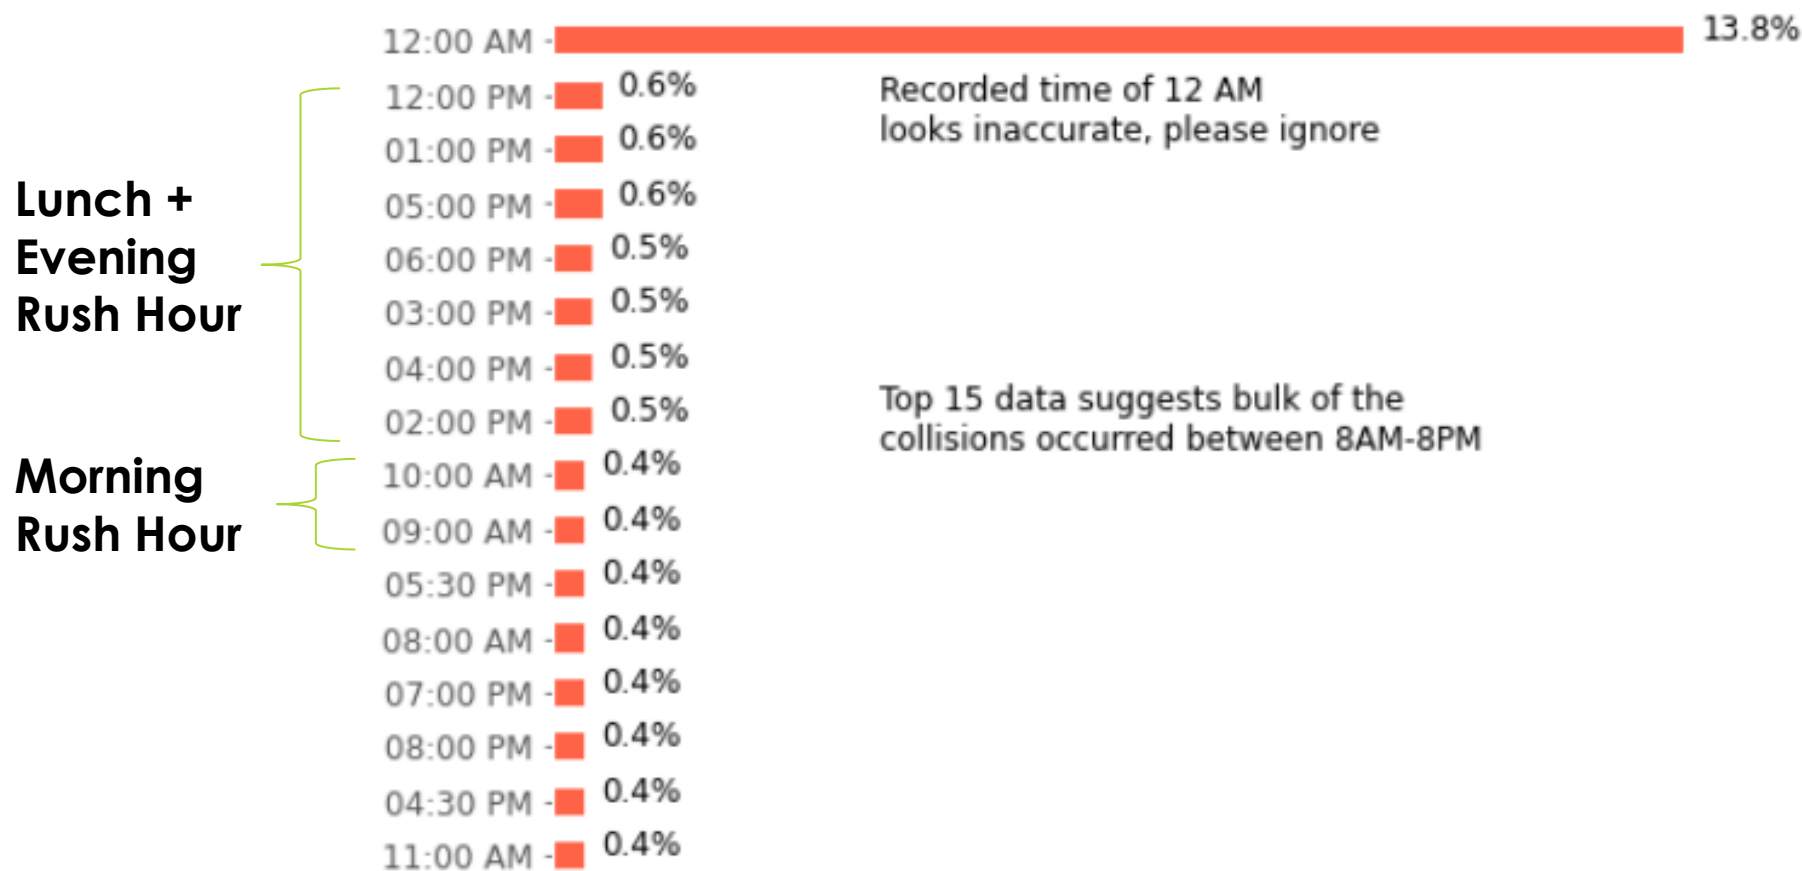 12:00 AM 13.8%
12:00 PM 0.6%
01:00 PM 0.6%
05:00 PM 0.6%
06:00 PM 0.5%
03:00 PM 0.5%
04:00 PM 0.5%
02:00 PM 0.5%
10:00 AM 0.4%
09:00 AM 0.4%
05:30 PM 0.4%
08:00 AM 0.4%
07:00 PM 0.4%
08:00 PM 0.4%
04:30 PM 0.4%
11:00 AM 0.4%
Recorded time of 12 AM
looks inaccurate, please ignore
Top 15 data suggests bulk of the
collisions occurred between 8AM-8PM
Lunch +
Evening
Rush Hour
Morning
Rush Hour